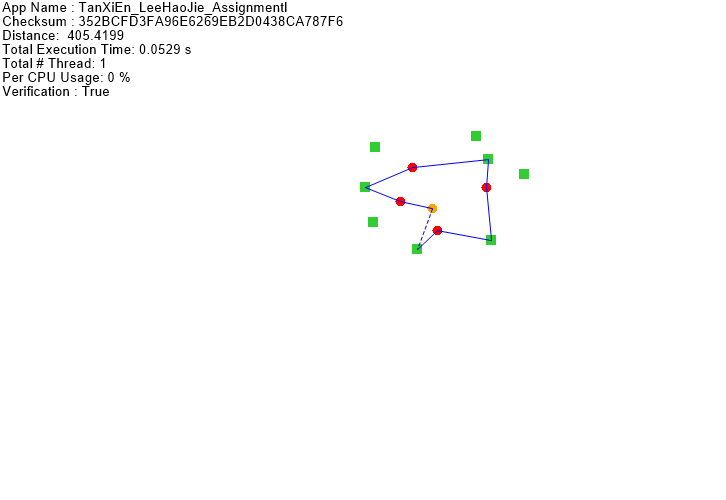 App Name : TanXiEn_LeeHaoJie_AssignmentI
Checksum : 352BCFD3FA96E6269EB2D0438CA787F6
Distance:  405.4199
Total Execution Time: 0.0529 s
Total # Thread: 1
Per CPU Usage: 0 %
Verification : True